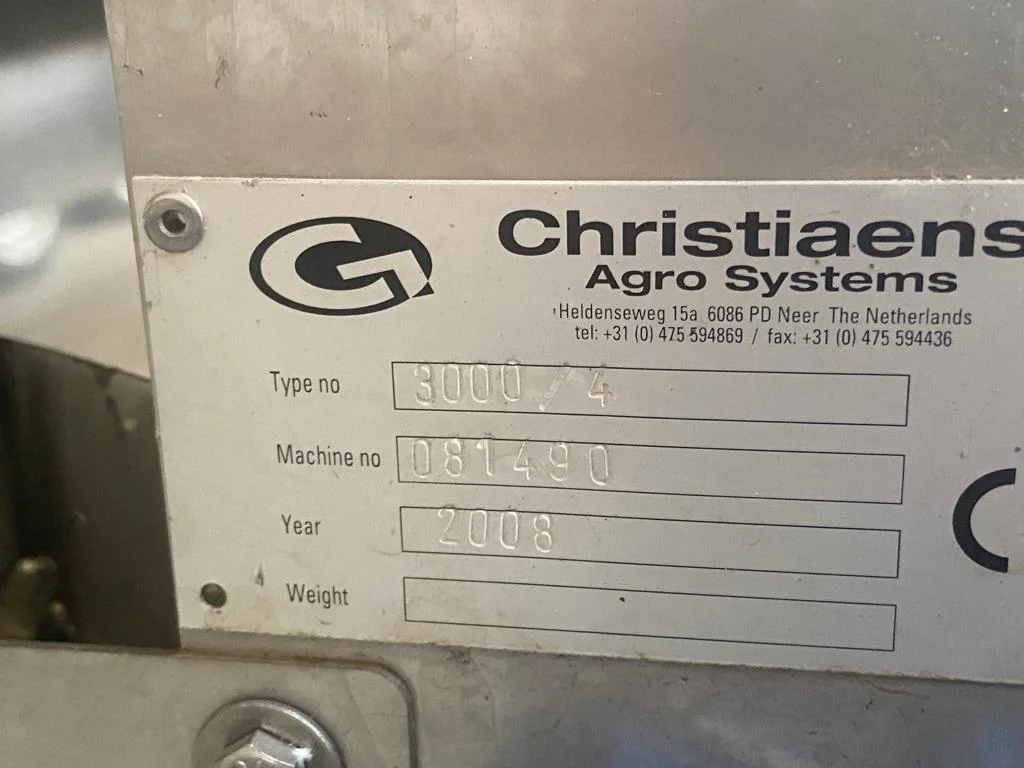 Christiaens
Agro Systems
Heldenseweg 15a 6086 PD Neer The Netherlands
tel: +31 (0) 475 594869 / fax: +31 (0) 475 594436
Type no 3000/4
Machine no 081490
Year 2008
Weight